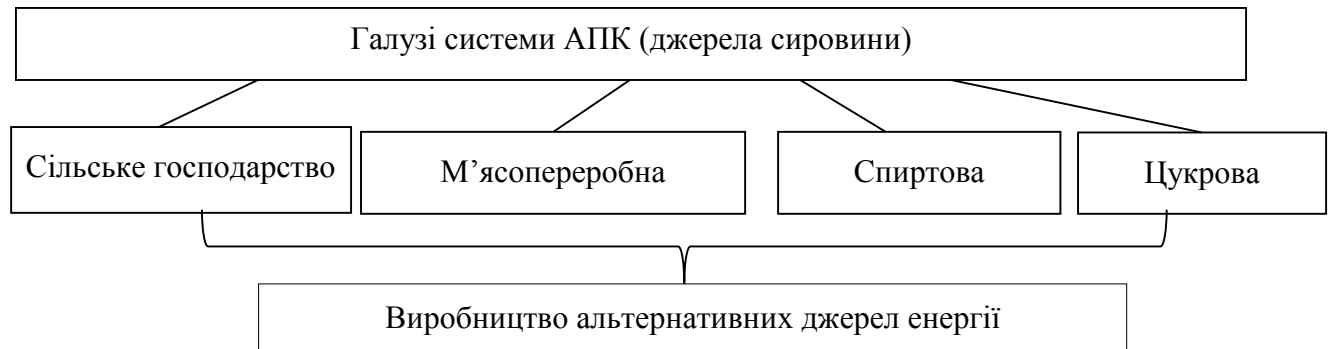 Галузі системи АПК (джерела сировини)
Сільське господарство
М’ясопереробна
Спиртова
Цукрова
Виробництво альтернативних джерел енергії